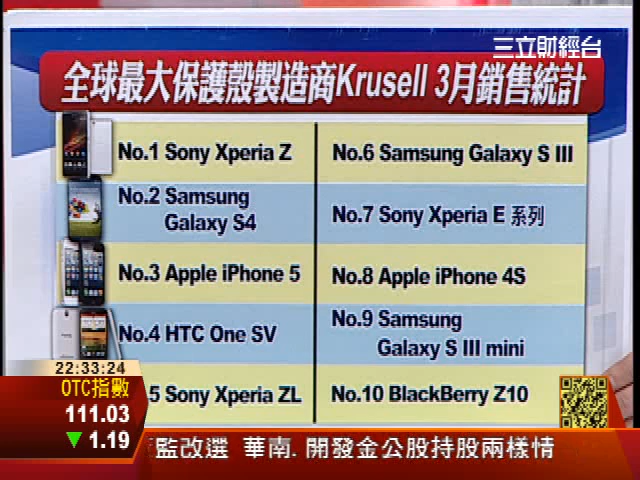 三立財經台
全球最大保護殼製造商Krusell 3月銷售統計
No.1 Sony Xperia Z
No.2 Samsung
Galaxy S4
No.3 Apple iPhone 5
No.4 HTC One SV
.5 Sony Xperia ZL
No.6 Samsung Galaxy S III
No.7 Sony Xperia E 系列
No.8 Apple iPhone 4S
No.9 Samsung
Galaxy S III mini
No.10 BlackBerry Z10
22:33:24
OTC指數
111.03
▼1.19
監改選 華南. 開發金公股持股兩樣情